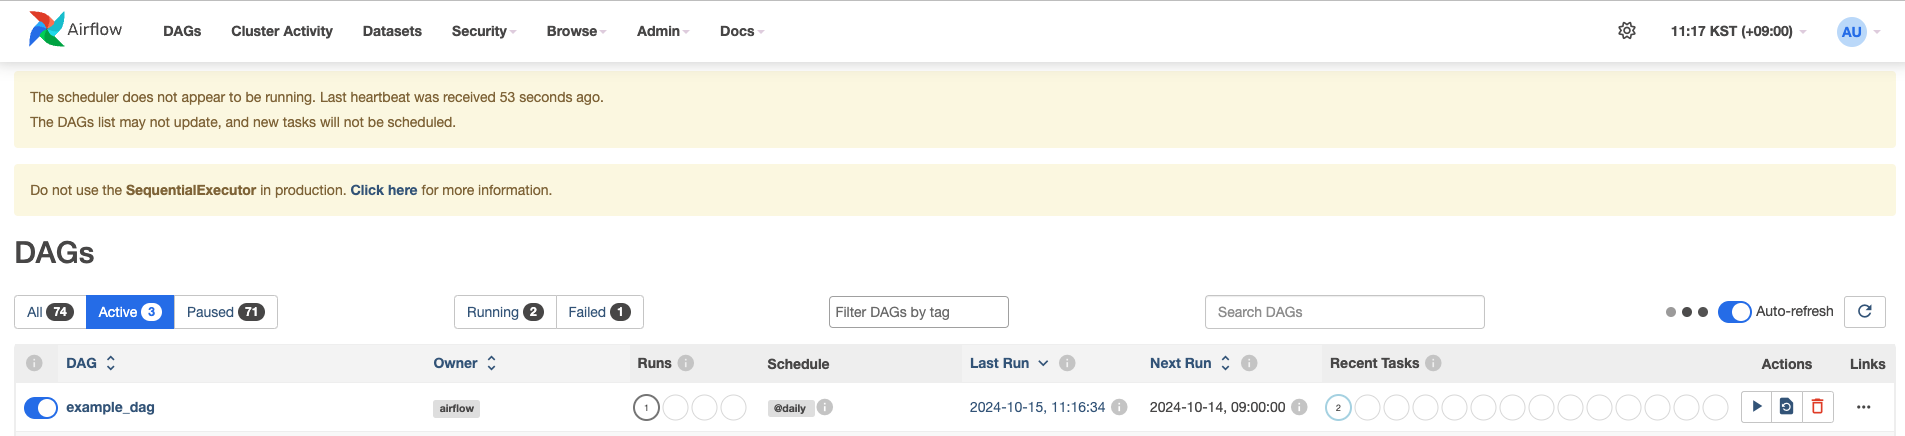 Airflow DAGs Cluster Activity Datasets Security Browse Admin Docs 11:17 KST (+09:00) AU
The scheduler does not appear to be running. Last heartbeat was received 53 seconds ago.
The DAGs list may not update, and new tasks will not be scheduled.
Do not use the SequentialExecutor in production. Click here for more information.
DAGs
All 74 Active 3 Paused 71 Running 2 Failed 1 Filter DAGs by tag Search DAGs Auto-refresh
DAG Owner Runs Schedule Last Run Next Run Recent Tasks Actions Links
example_dag airflow 1 @daily 2024-10-15, 11:16:34 2024-10-14, 09:00:00 2